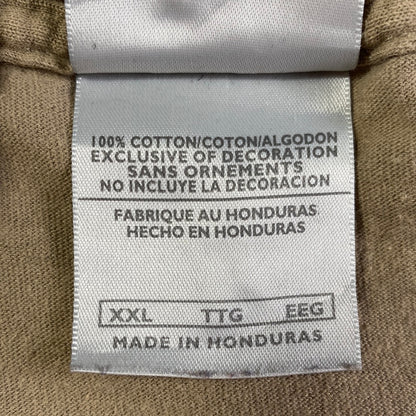 100% COTTON/COTON/ALGODON
EXCLUSIVE OF DECORATION
SANS ORNEMENTS
NO INCLUYE LA DECORACION
FABRIQUE AU HONDURAS
HECHO EN HONDURAS
XXL TTG EEG
MADE IN HONDURAS